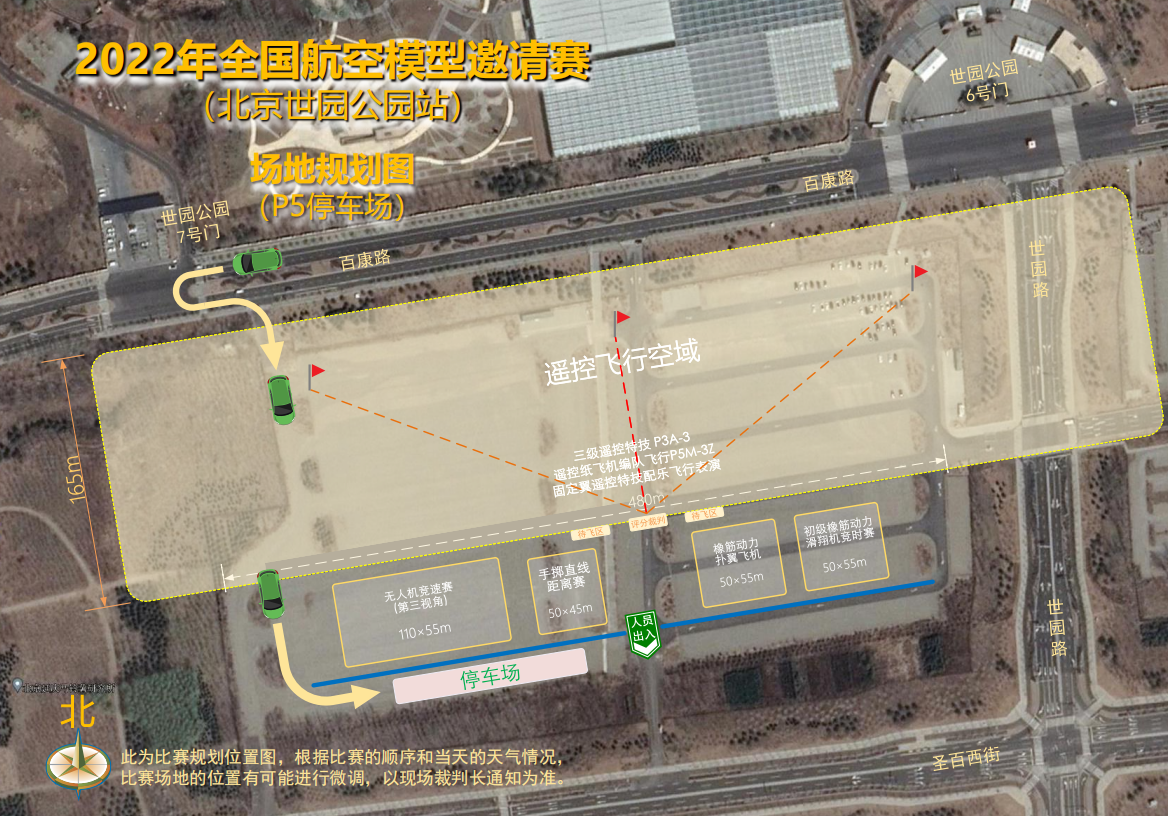 2022年全国航空模型邀请赛
（北京世园公园站）
场地规划图
（P5停车场）
世园公园
6号门
世园公园
7号门
百康路
百康路
世园路
遥控飞行空域
三级遥控特技 P3A-3
遥控纸飞机编队飞行P5M-3Z
固定翼遥控特技配乐飞行表演
165m
480m
待飞区
评分裁判
待飞区
无人机竞速赛
(第三视角)
110×55m
手掷直线
距离赛
50×45m
橡筋动力
扑翼飞机
50×55m
初级橡筋动力
滑翔机竞时赛
50×55m
人员
出入
停车场
世园路
圣百西街
北
此为比赛规划位置图，根据比赛的顺序和当天的天气情况，
比赛场地的位置有可能进行微调，以现场裁判长通知为准。